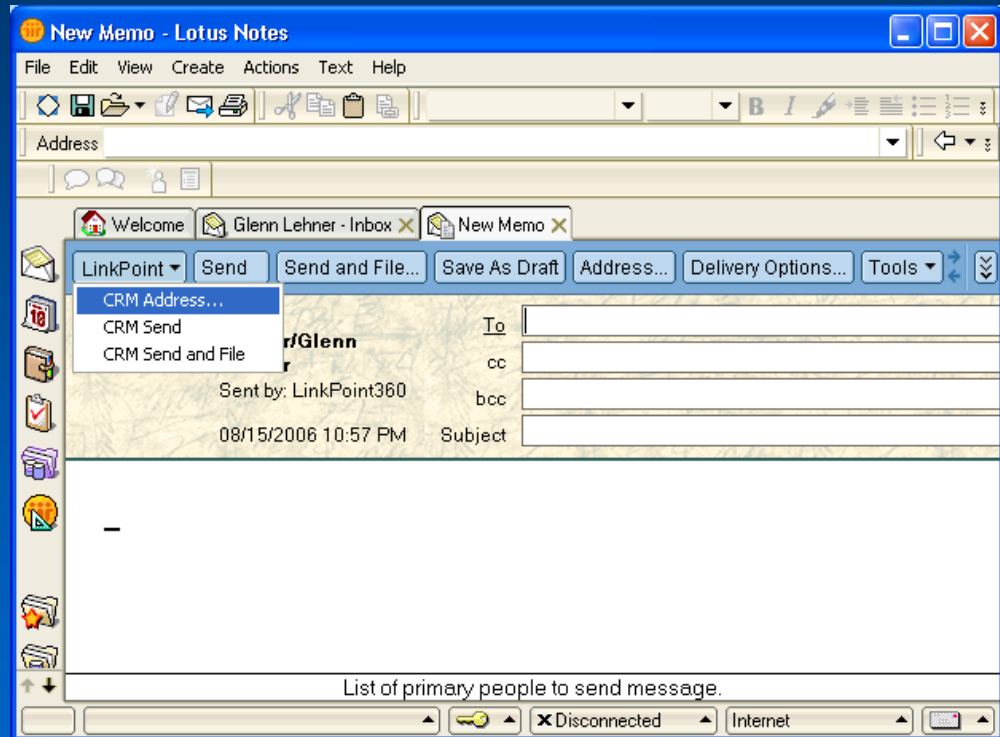 New Memo - Lotus Notes
File Edit View Create Actions Text Help
B I
Address
Welcome Glenn Lehner - Inbox New Memo
LinkPoint Send Send and File... Save As Draft Address... Delivery Options... Tools
CRM Address...
CRM Send
CRM Send and File
r/Glenn
r
To
cc
Sent by: LinkPoint360
bcc
08/15/2006 10:57 PM Subject
List of primary people to send message.
Disconnected Internet